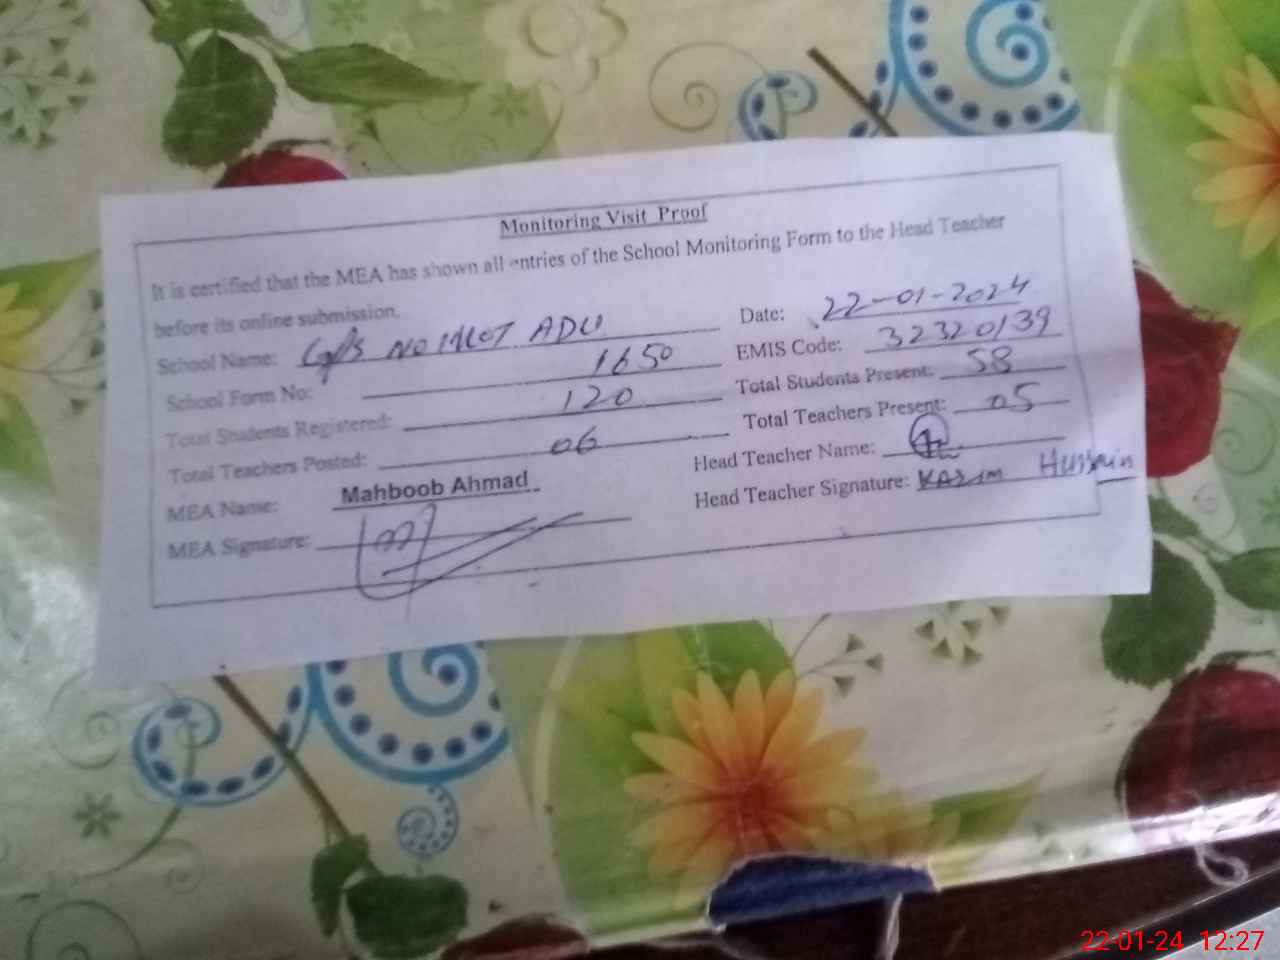 Monitoring Visit Proof
It is certified that the MEA has shown all entries of the School Monitoring Form to the Head Teacher
before its online submission.
School Name: G/PS NO 1 PLOT ADU Date: 22-01-2024
School Form No: 1650 EMIS Code: 32320139
Total Students Registered: 120 Total Students Present: 58
Total Teachers Posted: 06 Total Teachers Present: 05
MEA Name: Mahboob Ahmad Head Teacher Name:
MEA Signature: Head Teacher Signature: Kazim Hussain
22-01-24 12:27